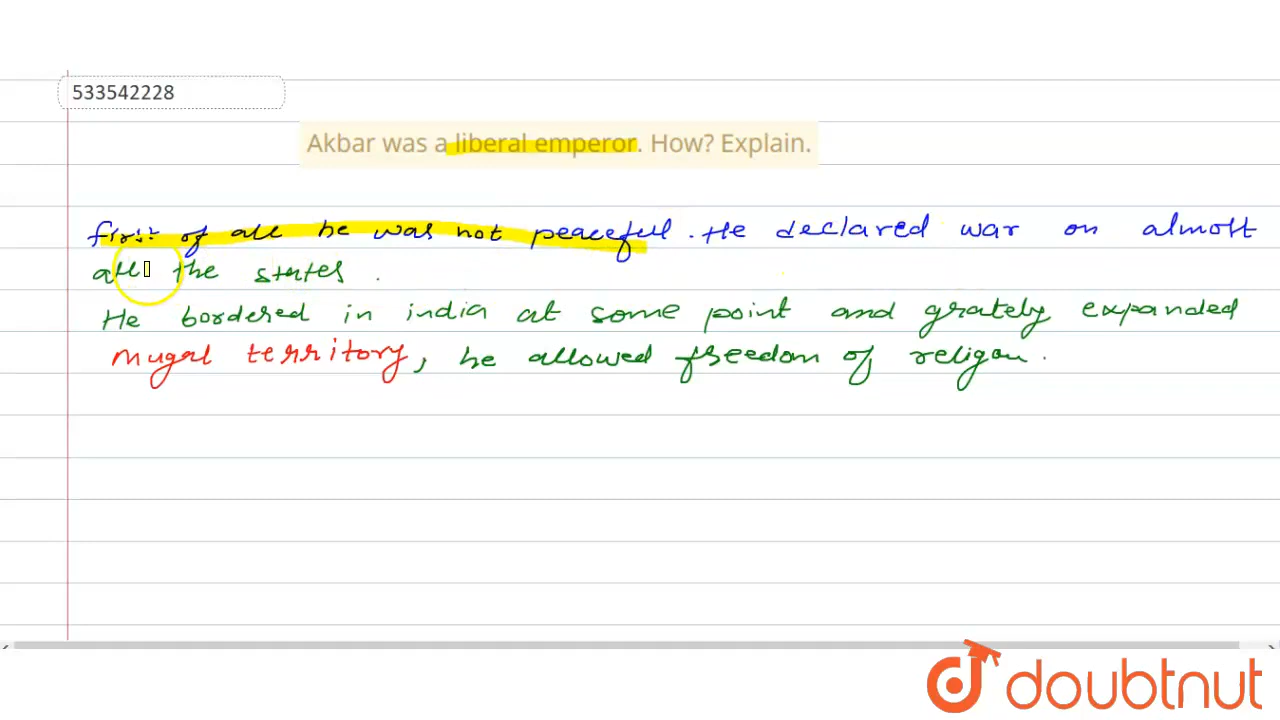 533542228
Akbar was a liberal emperor. How? Explain.
first of all he was not peaceful. He declared war on almost
all the states.
He bordered in india at some point and grately expanded
mugal territory, he allowed freedom of religon.
doubtnut